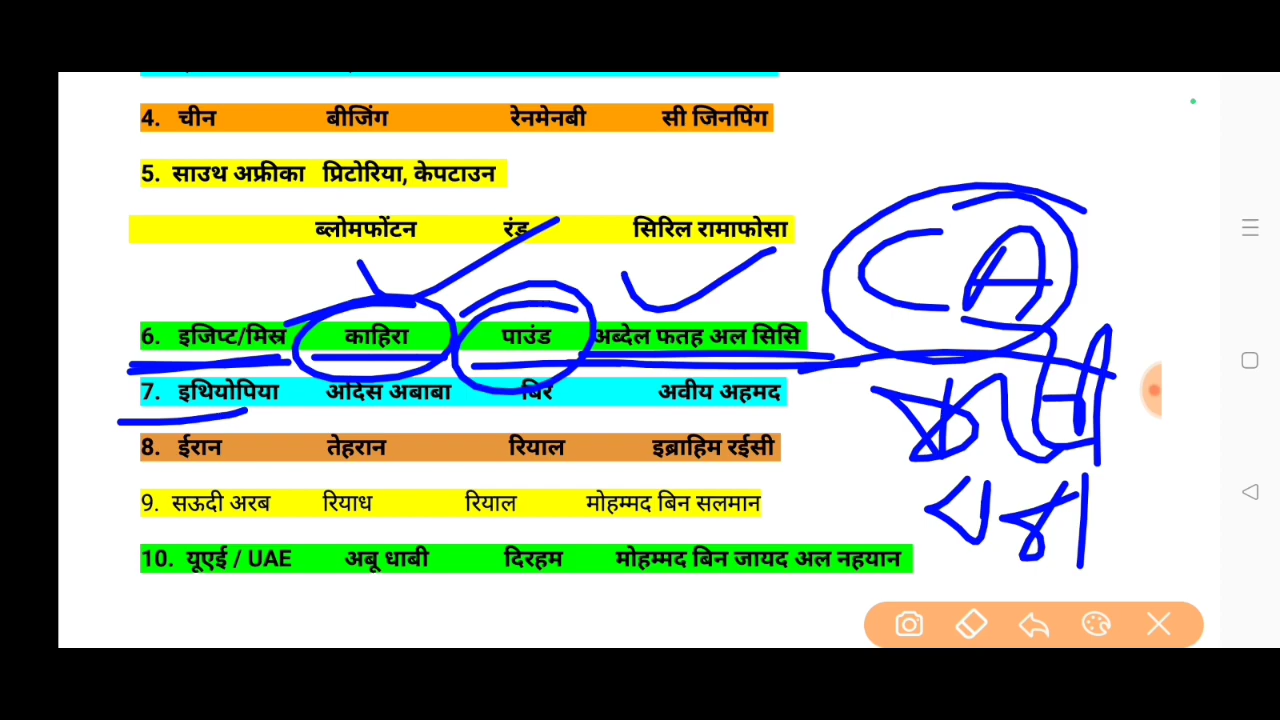 4. चीन बीजिंग रेनमेनबी सी जिनपिंग
5. साउथ अफ्रीका प्रिटोरिया, केपटाउन
ब्लोमफोंटन रंड सिरिल रामाफोसा
6. इजिप्ट/मिस्र काहिरा पाउंड अब्देल फतह अल सिसि
7. इथियोपिया अदिस अबाबा बिर अवीय अहमद
8. ईरान तेहरान रियाल इब्राहिम रईसी
9. सऊदी अरब रियाध रियाल मोहम्मद बिन सलमान
10. यूएई / UAE अबू धाबी दिरहम मोहम्मद बिन जायद अल नहयान
CA